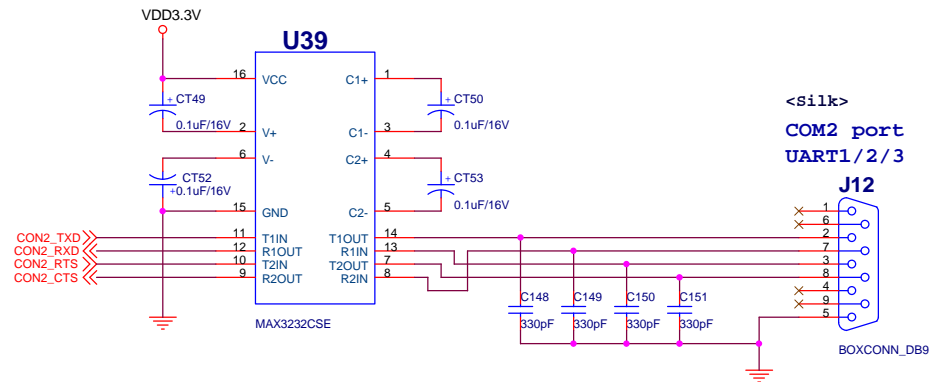 VDD3.3V
U39
16 VCC C1+ 1
+ CT49
0.1uF/16V
+ CT50
0.1uF/16V
2 V+ C1- 3
6 V- C2+ 4
CT52
+0.1uF/16V
+ CT53
0.1uF/16V
15 GND C2- 5
CON2_TXD 11 T1IN T1OUT 14
CON2_RXD 12 R1OUT R1IN 13
CON2_RTS 10 T2IN T2OUT 7
CON2_CTS 9 R2OUT R2IN 8
MAX3232CSE
C148
330pF
C149
330pF
C150
330pF
C151
330pF
<Silk>
COM2 port
UART1/2/3
J12
1
6
2
7
3
8
4
9
5
BOXCONN_DB9